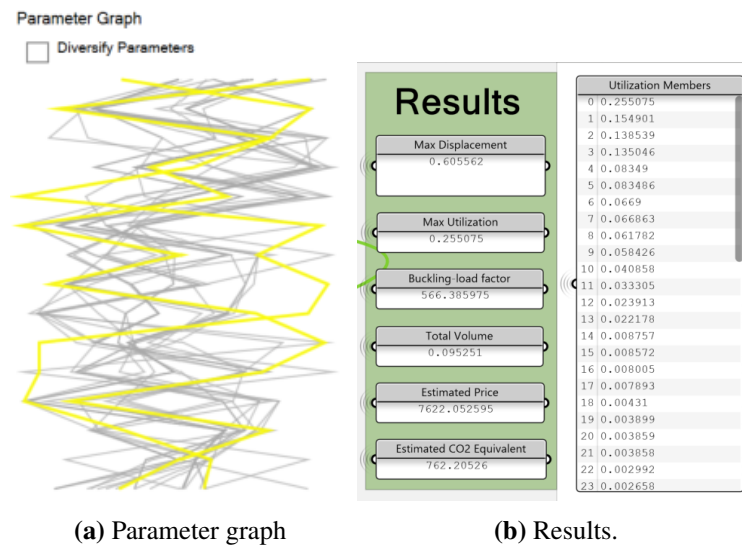 Parameter Graph
Diversify Parameters
Results
Max Displacement
0.605562
Max Utilization
0.255075
Buckling-load factor
566.385975
Total Volume
0.095251
Estimated Price
7622.052595
Estimated CO2 Equivalent
762.20526
Utilization Members
0 0.255075
1 0.154901
2 0.138539
3 0.135046
4 0.08349
5 0.083486
6 0.0669
7 0.066863
8 0.061782
9 0.058426
10 0.040858
11 0.033305
12 0.023913
13 0.022178
14 0.008757
15 0.008572
16 0.008005
17 0.007893
18 0.00431
19 0.003899
20 0.003859
21 0.003858
22 0.002992
23 0.002658
(a) Parameter graph
(b) Results.